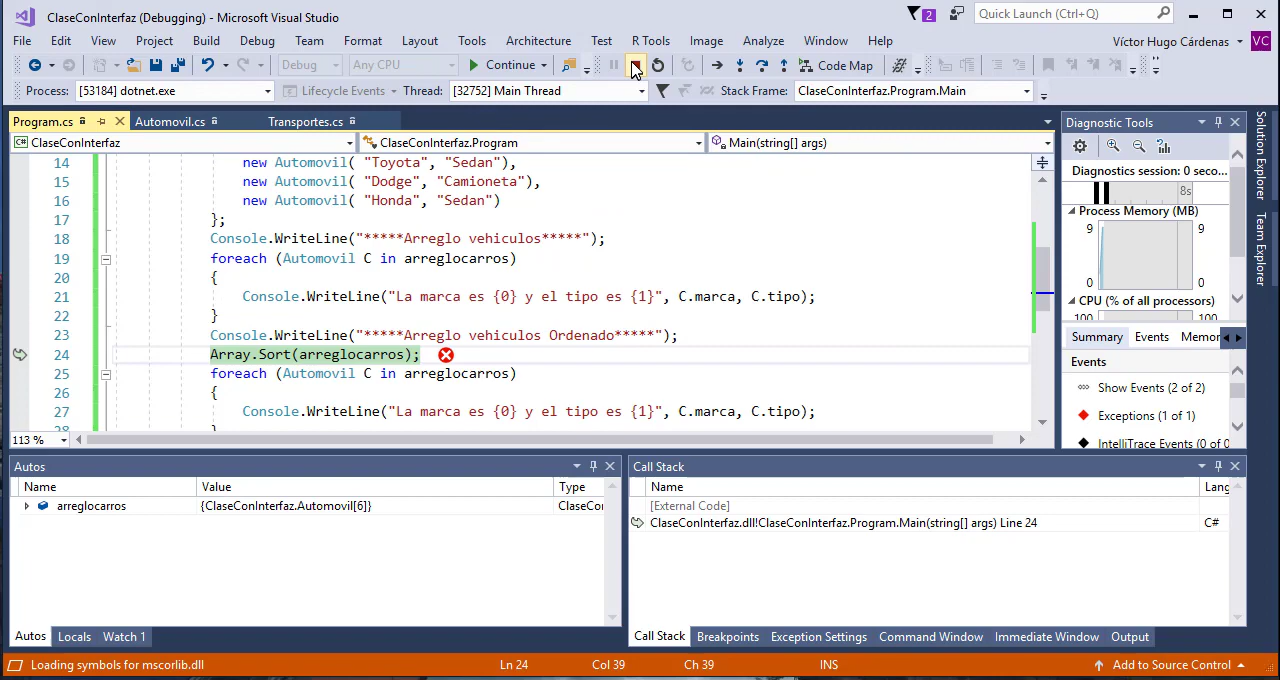 ClaseConInterfaz (Debugging) - Microsoft Visual Studio
2
Quick Launch (Ctrl+Q)
File Edit View Project Build Debug Team Format Layout Tools Architecture Test R Tools Image Analyze Window Help
Víctor Hugo Cárdenas VC
Debug Any CPU Continue Code Map
Process: [53184] dotnet.exe Lifecycle Events Thread: [32752] Main Thread Stack Frame: ClaseConInterfaz.Program.Main
Program.cs Automovil.cs Transportes.cs
C# ClaseConInterfaz ClaseConInterfaz.Program Main(string[] args)
14 new Automovil( "Toyota", "Sedan"),
15 new Automovil( "Dodge", "Camioneta"),
16 new Automovil( "Honda", "Sedan")
17 };
18 Console.WriteLine("*****Arreglo vehiculos*****");
19 foreach (Automovil C in arreglocarros)
20 {
21 Console.WriteLine("La marca es {0} y el tipo es {1}", C.marca, C.tipo);
22 }
23 Console.WriteLine("*****Arreglo vehiculos Ordenado*****");
24 Array.Sort(arreglocarros);
25 foreach (Automovil C in arreglocarros)
26 {
27 Console.WriteLine("La marca es {0} y el tipo es {1}", C.marca, C.tipo);
28 }
113 %
Diagnostic Tools
Diagnostics session: 0 seco...
8s
Process Memory (MB)
9 9
0 0
CPU (% of all processors)
100 100
Summary Events Memor
Events
Show Events (2 of 2)
Exceptions (1 of 1)
IntelliTrace Events (0 of 0
Solution Explorer
Team Explorer
Autos
Name Value Type
arreglocarros {ClaseConInterfaz.Automovil[6]} ClaseCon
Autos Locals Watch 1
Call Stack
Name Lang
[External Code]
ClaseConInterfaz.dll!ClaseConInterfaz.Program.Main(string[] args) Line 24 C#
Call Stack Breakpoints Exception Settings Command Window Immediate Window Output
Loading symbols for mscorlib.dll Ln 24 Col 39 Ch 39 INS Add to Source Control